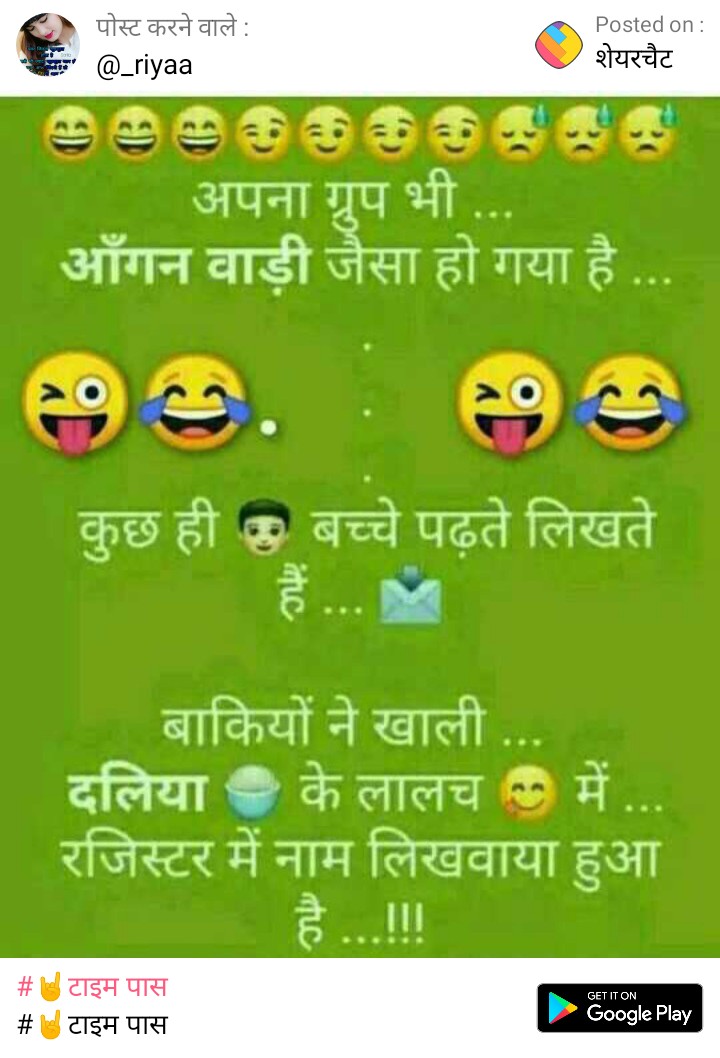 पोस्ट करने वाले :
@_riyaa
Posted on :
शेयरचैट
अपना ग्रुप भी ...
आँगन वाड़ी जैसा हो गया है ...
कुछ ही बच्चे पढ़ते लिखते
हैं ...
बाकियों ने खाली ...
दलिया के लालच में ...
रजिस्टर में नाम लिखवाया हुआ
है ...!!!
#🤘टाइम पास
#🤘टाइम पास
GET IT ON
Google Play